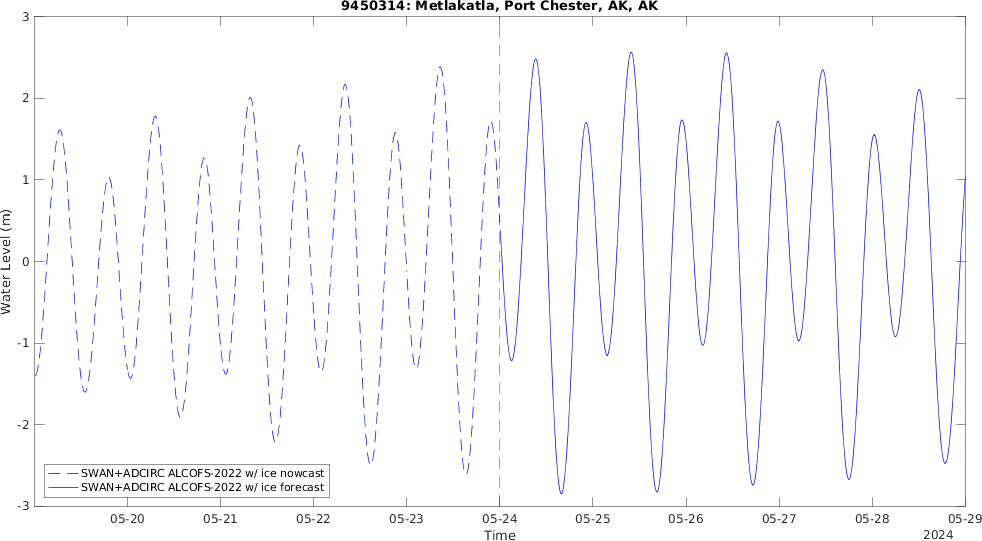 9450314: Metlakatla, Port Chester, AK, AK
3
2
1
0
-1
-2
-3
Water Level (m)
SWAN+ADCIRC ALCOFS-2022 w/ ice nowcast
SWAN+ADCIRC ALCOFS-2022 w/ ice forecast
05-20 05-21 05-22 05-23 05-24 05-25 05-26 05-27 05-28 05-29
Time
2024